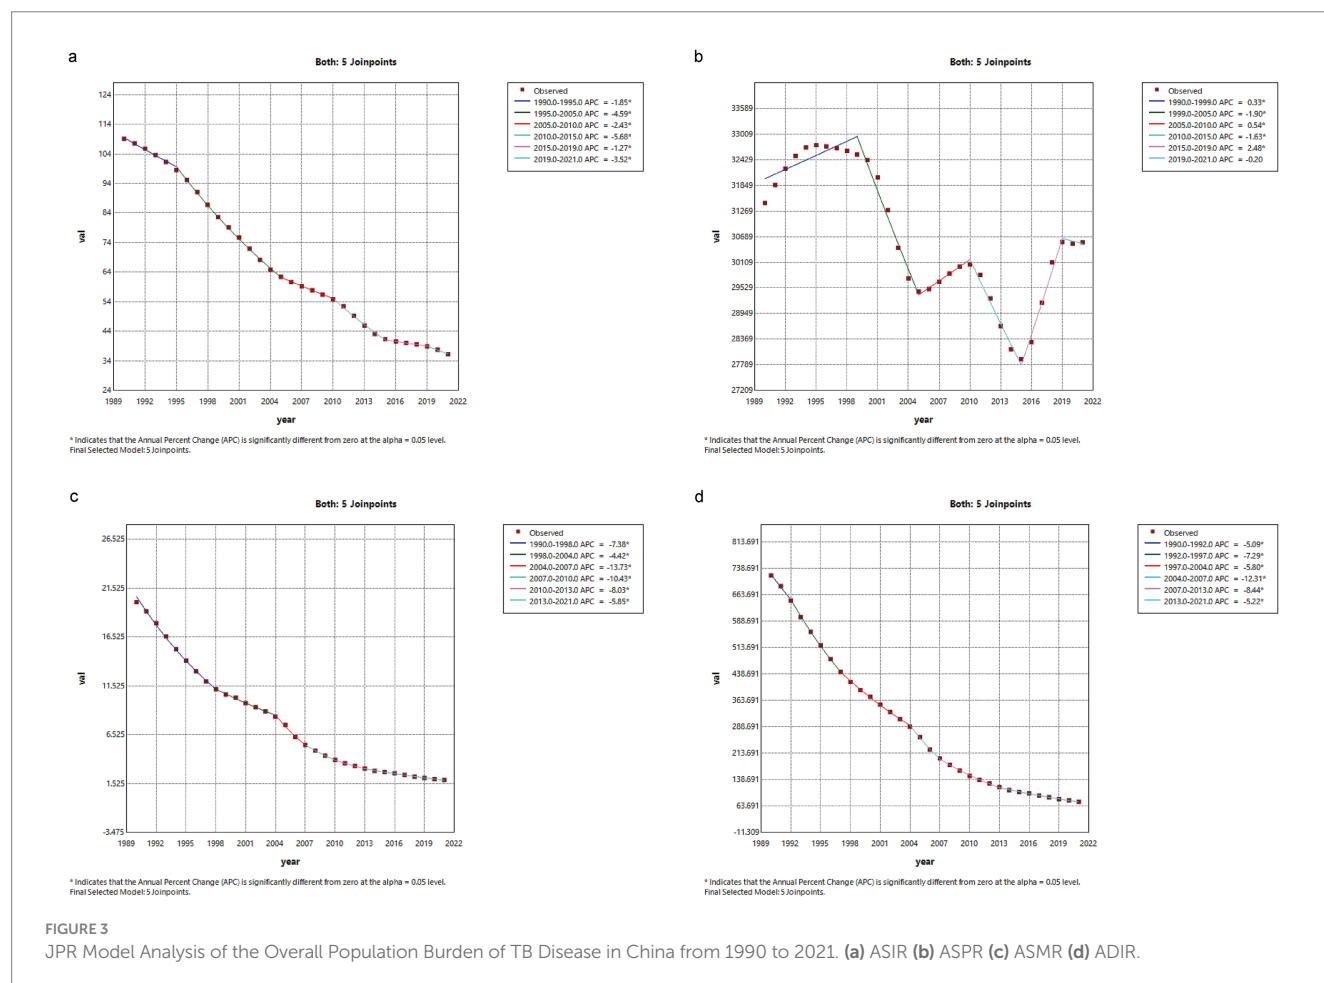 a
Both: 5 Joinpoints
124
114
104
94
84
74
64
54
44
34
24
val
1989 1992 1995 1998 2001 2004 2007 2010 2013 2016 2019 2022
year
Observed
1990.0-1995.0 APC = -1.85*
1995.0-2005.0 APC = -4.59*
2005.0-2010.0 APC = -2.43*
2010.0-2015.0 APC = -5.68*
2015.0-2019.0 APC = -1.27*
2019.0-2021.0 APC = -3.52*
* Indicates that the Annual Percent Change (APC) is significantly different from zero at the alpha = 0.05 level.
Final Selected Model: 5 Joinpoints.
b
Both: 5 Joinpoints
33589
33009
32429
31849
31269
30689
30109
29529
28949
28369
27789
27209
val
1989 1992 1995 1998 2001 2004 2007 2010 2013 2016 2019 2022
year
Observed
1990.0-1999.0 APC = 0.33*
1999.0-2005.0 APC = -1.90*
2005.0-2010.0 APC = 0.54*
2010.0-2015.0 APC = -1.63*
2015.0-2019.0 APC = 2.48*
2019.0-2021.0 APC = -0.20
* Indicates that the Annual Percent Change (APC) is significantly different from zero at the alpha = 0.05 level.
Final Selected Model: 5 Joinpoints.
c
Both: 5 Joinpoints
26.525
21.525
16.525
11.525
6.525
1.525
-3.475
val
1989 1992 1995 1998 2001 2004 2007 2010 2013 2016 2019 2022
year
Observed
1990.0-1998.0 APC = -7.38*
1998.0-2004.0 APC = -4.42*
2004.0-2007.0 APC = -13.73*
2007.0-2010.0 APC = -10.43*
2010.0-2013.0 APC = -8.03*
2013.0-2021.0 APC = -5.85*
* Indicates that the Annual Percent Change (APC) is significantly different from zero at the alpha = 0.05 level.
Final Selected Model: 5 Joinpoints.
d
Both: 5 Joinpoints
813.691
738.691
663.691
588.691
513.691
438.691
363.691
288.691
213.691
138.691
63.691
-11.309
val
1989 1992 1995 1998 2001 2004 2007 2010 2013 2016 2019 2022
year
Observed
1990.0-1992.0 APC = -5.09*
1992.0-1997.0 APC = -7.29*
1997.0-2004.0 APC = -5.80*
2004.0-2007.0 APC = -12.31*
2007.0-2013.0 APC = -8.44*
2013.0-2021.0 APC = -5.22*
* Indicates that the Annual Percent Change (APC) is significantly different from zero at the alpha = 0.05 level.
Final Selected Model: 5 Joinpoints.
FIGURE 3
JPR Model Analysis of the Overall Population Burden of TB Disease in China from 1990 to 2021. (a) ASIR (b) ASPR (c) ASMR (d) ADIR.